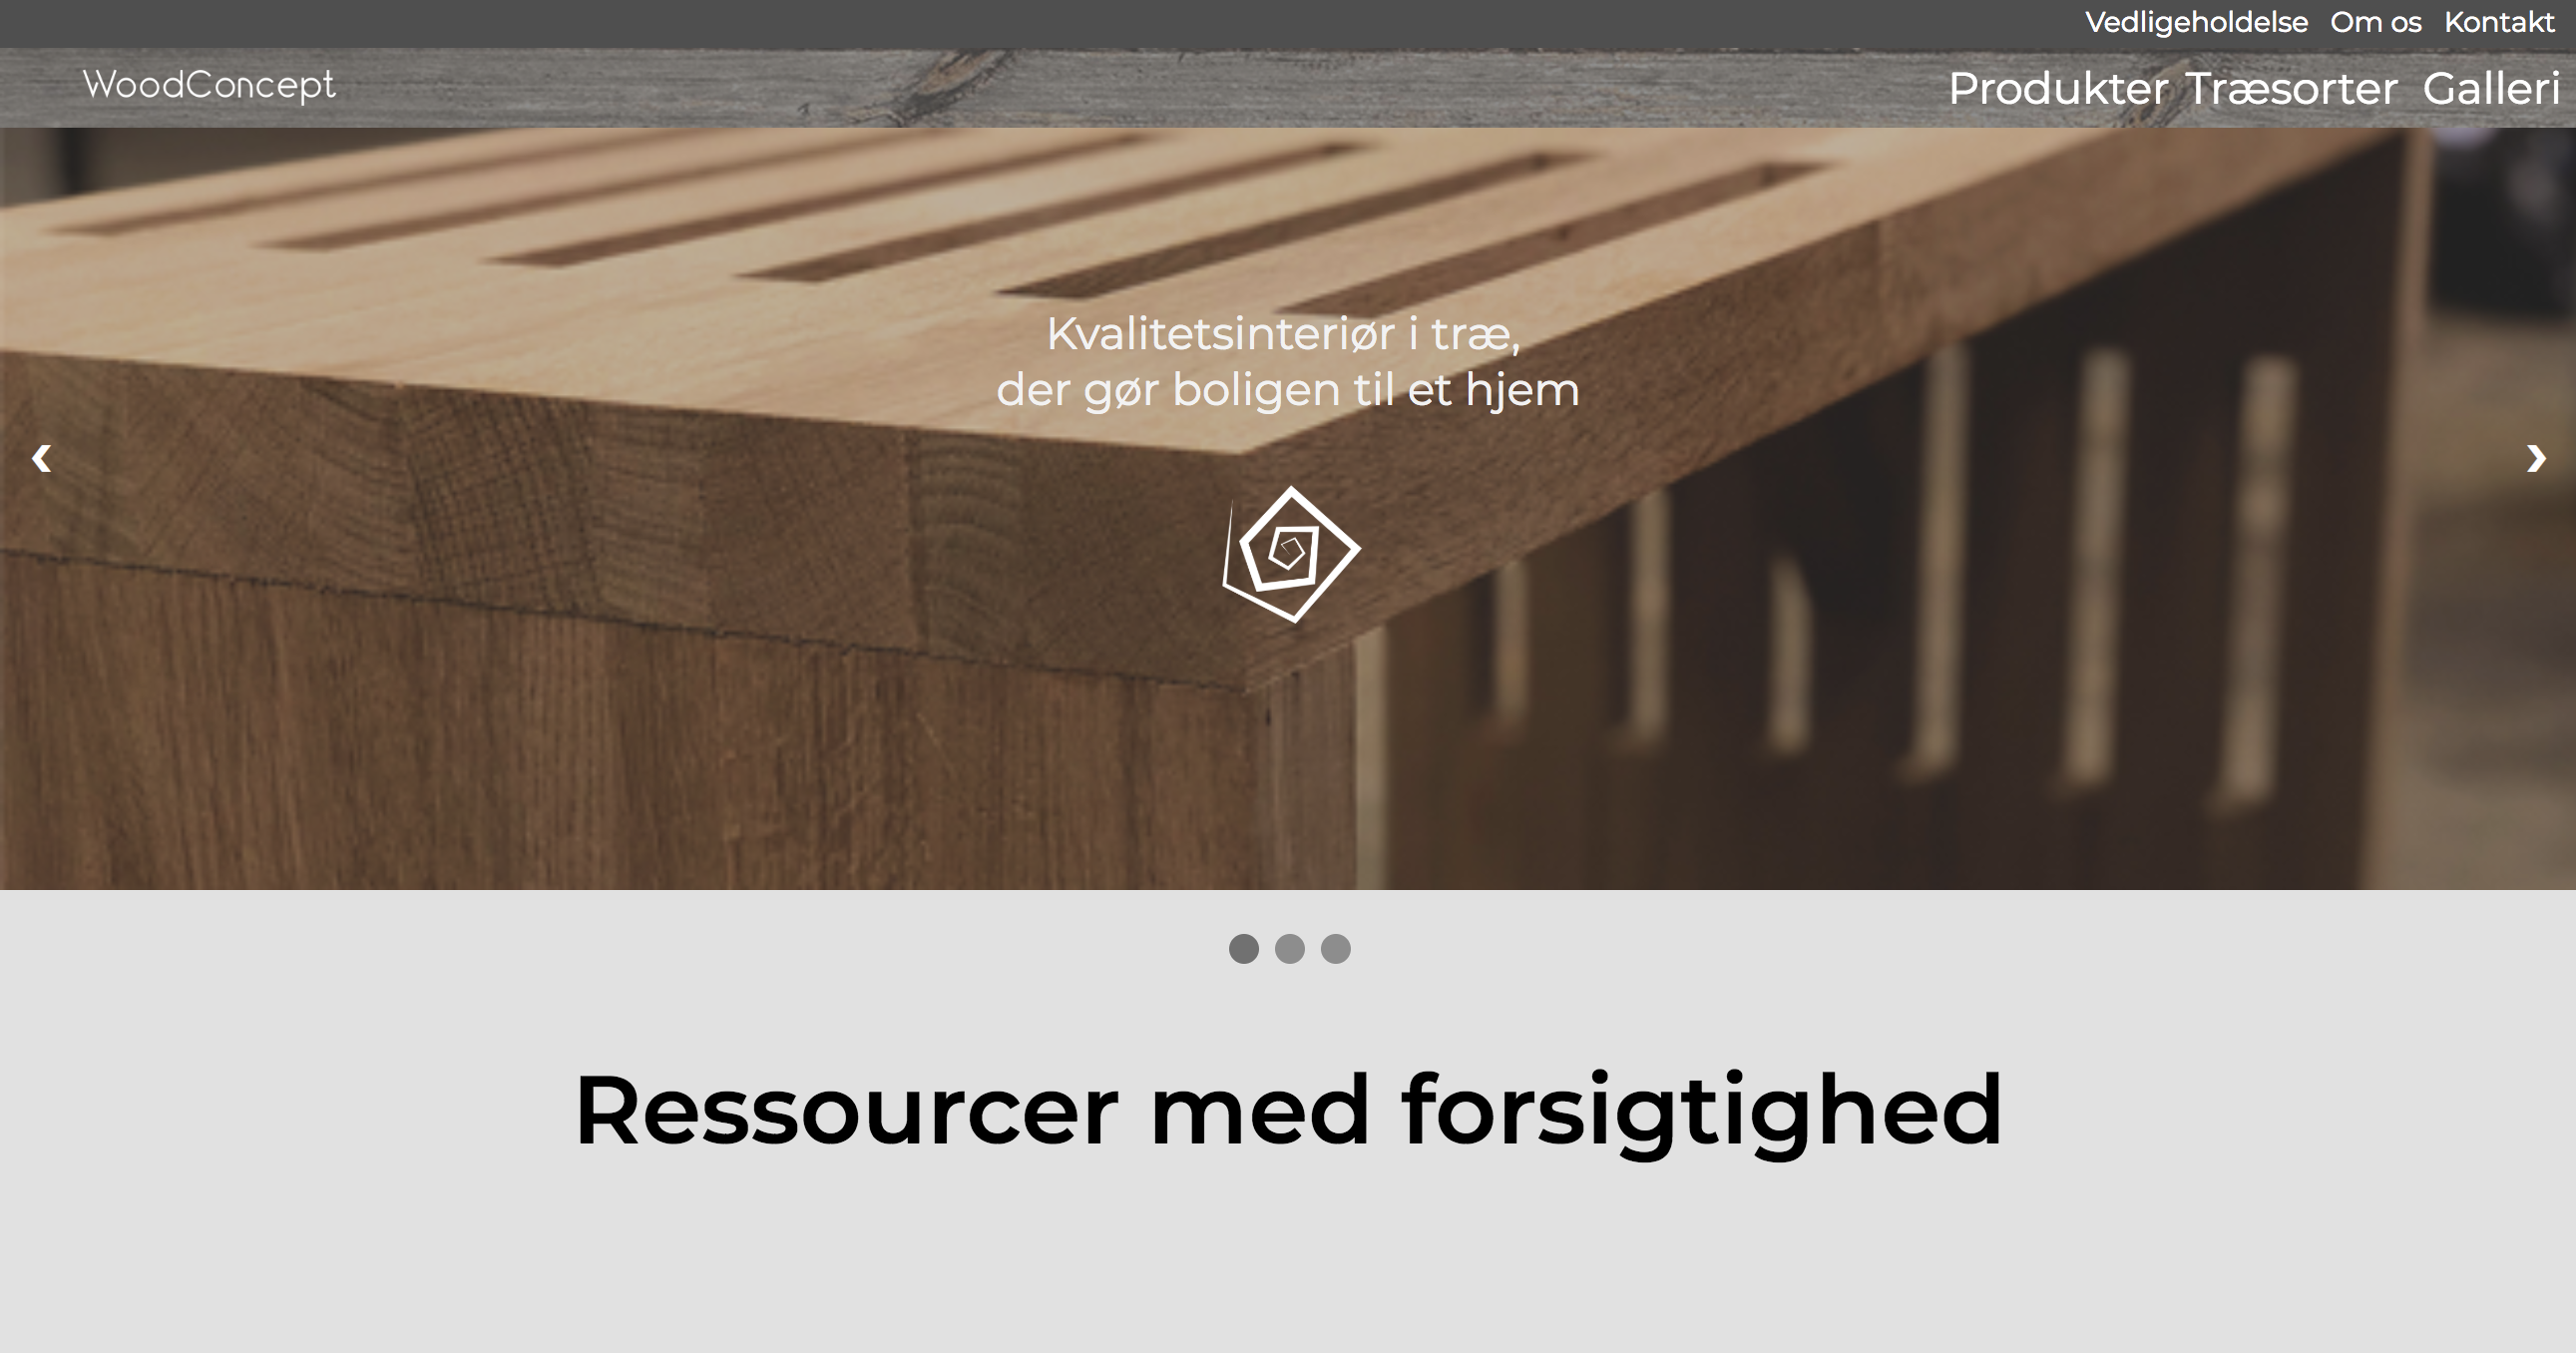 Vedligeholdelse Om os Kontakt
WoodConcept
Produkter Træsorter Galleri
Kvalitetsinteriør i træ,
der gør boligen til et hjem
‹ ›
Ressourcer med forsigtighed